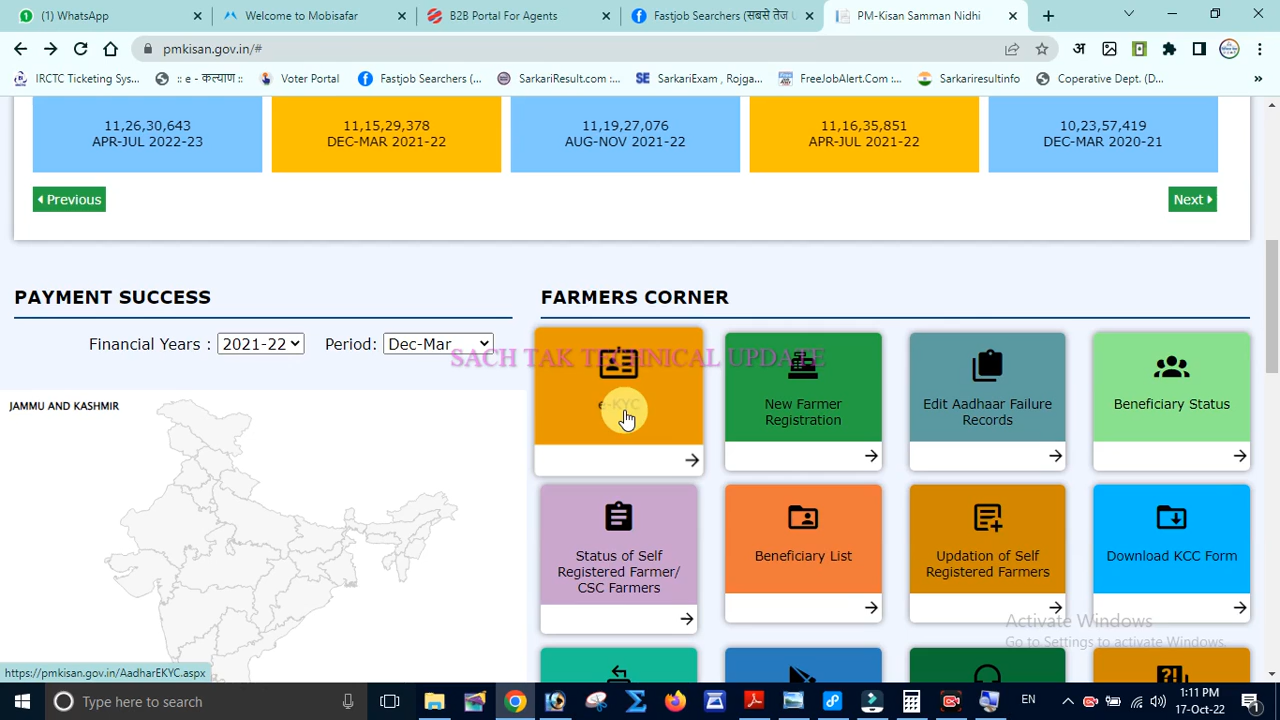 WhatsApp
Welcome to Mobisafar
B2B Portal For Agents
Fastjob Searchers (सबसे तेज
PM-Kisan Samman Nidhi
pmkisan.gov.in/#
IRCTC Ticketing Sys...
:: e - कल्याण ::
Voter Portal
Fastjob Searchers (...
SarkariResult.com :...
SarkariExam , Rojga...
FreeJobAlert.Com :...
Sarkariresultinfo
Coperative Dept. (D...
11,26,30,643
APR-JUL 2022-23
11,15,29,378
DEC-MAR 2021-22
11,19,27,076
AUG-NOV 2021-22
11,16,35,851
APR-JUL 2021-22
10,23,57,419
DEC-MAR 2020-21
Previous
Next
PAYMENT SUCCESS
FARMERS CORNER
Financial Years : 2021-22 Period: Dec-Mar
SACH TAK TECHNICAL UPDATE
JAMMU AND KASHMIR
e-KYC
New Farmer
Registration
Edit Aadhaar Failure
Records
Beneficiary Status
Status of Self
Registered Farmer/
CSC Farmers
Beneficiary List
Updation of Self
Registered Farmers
Download KCC Form
Activate Windows
Go to Settings to activate Windows.
https://pmkisan.gov.in/AadharEKYC.aspx
Type here to search
EN
1:11 PM
17-Oct-22